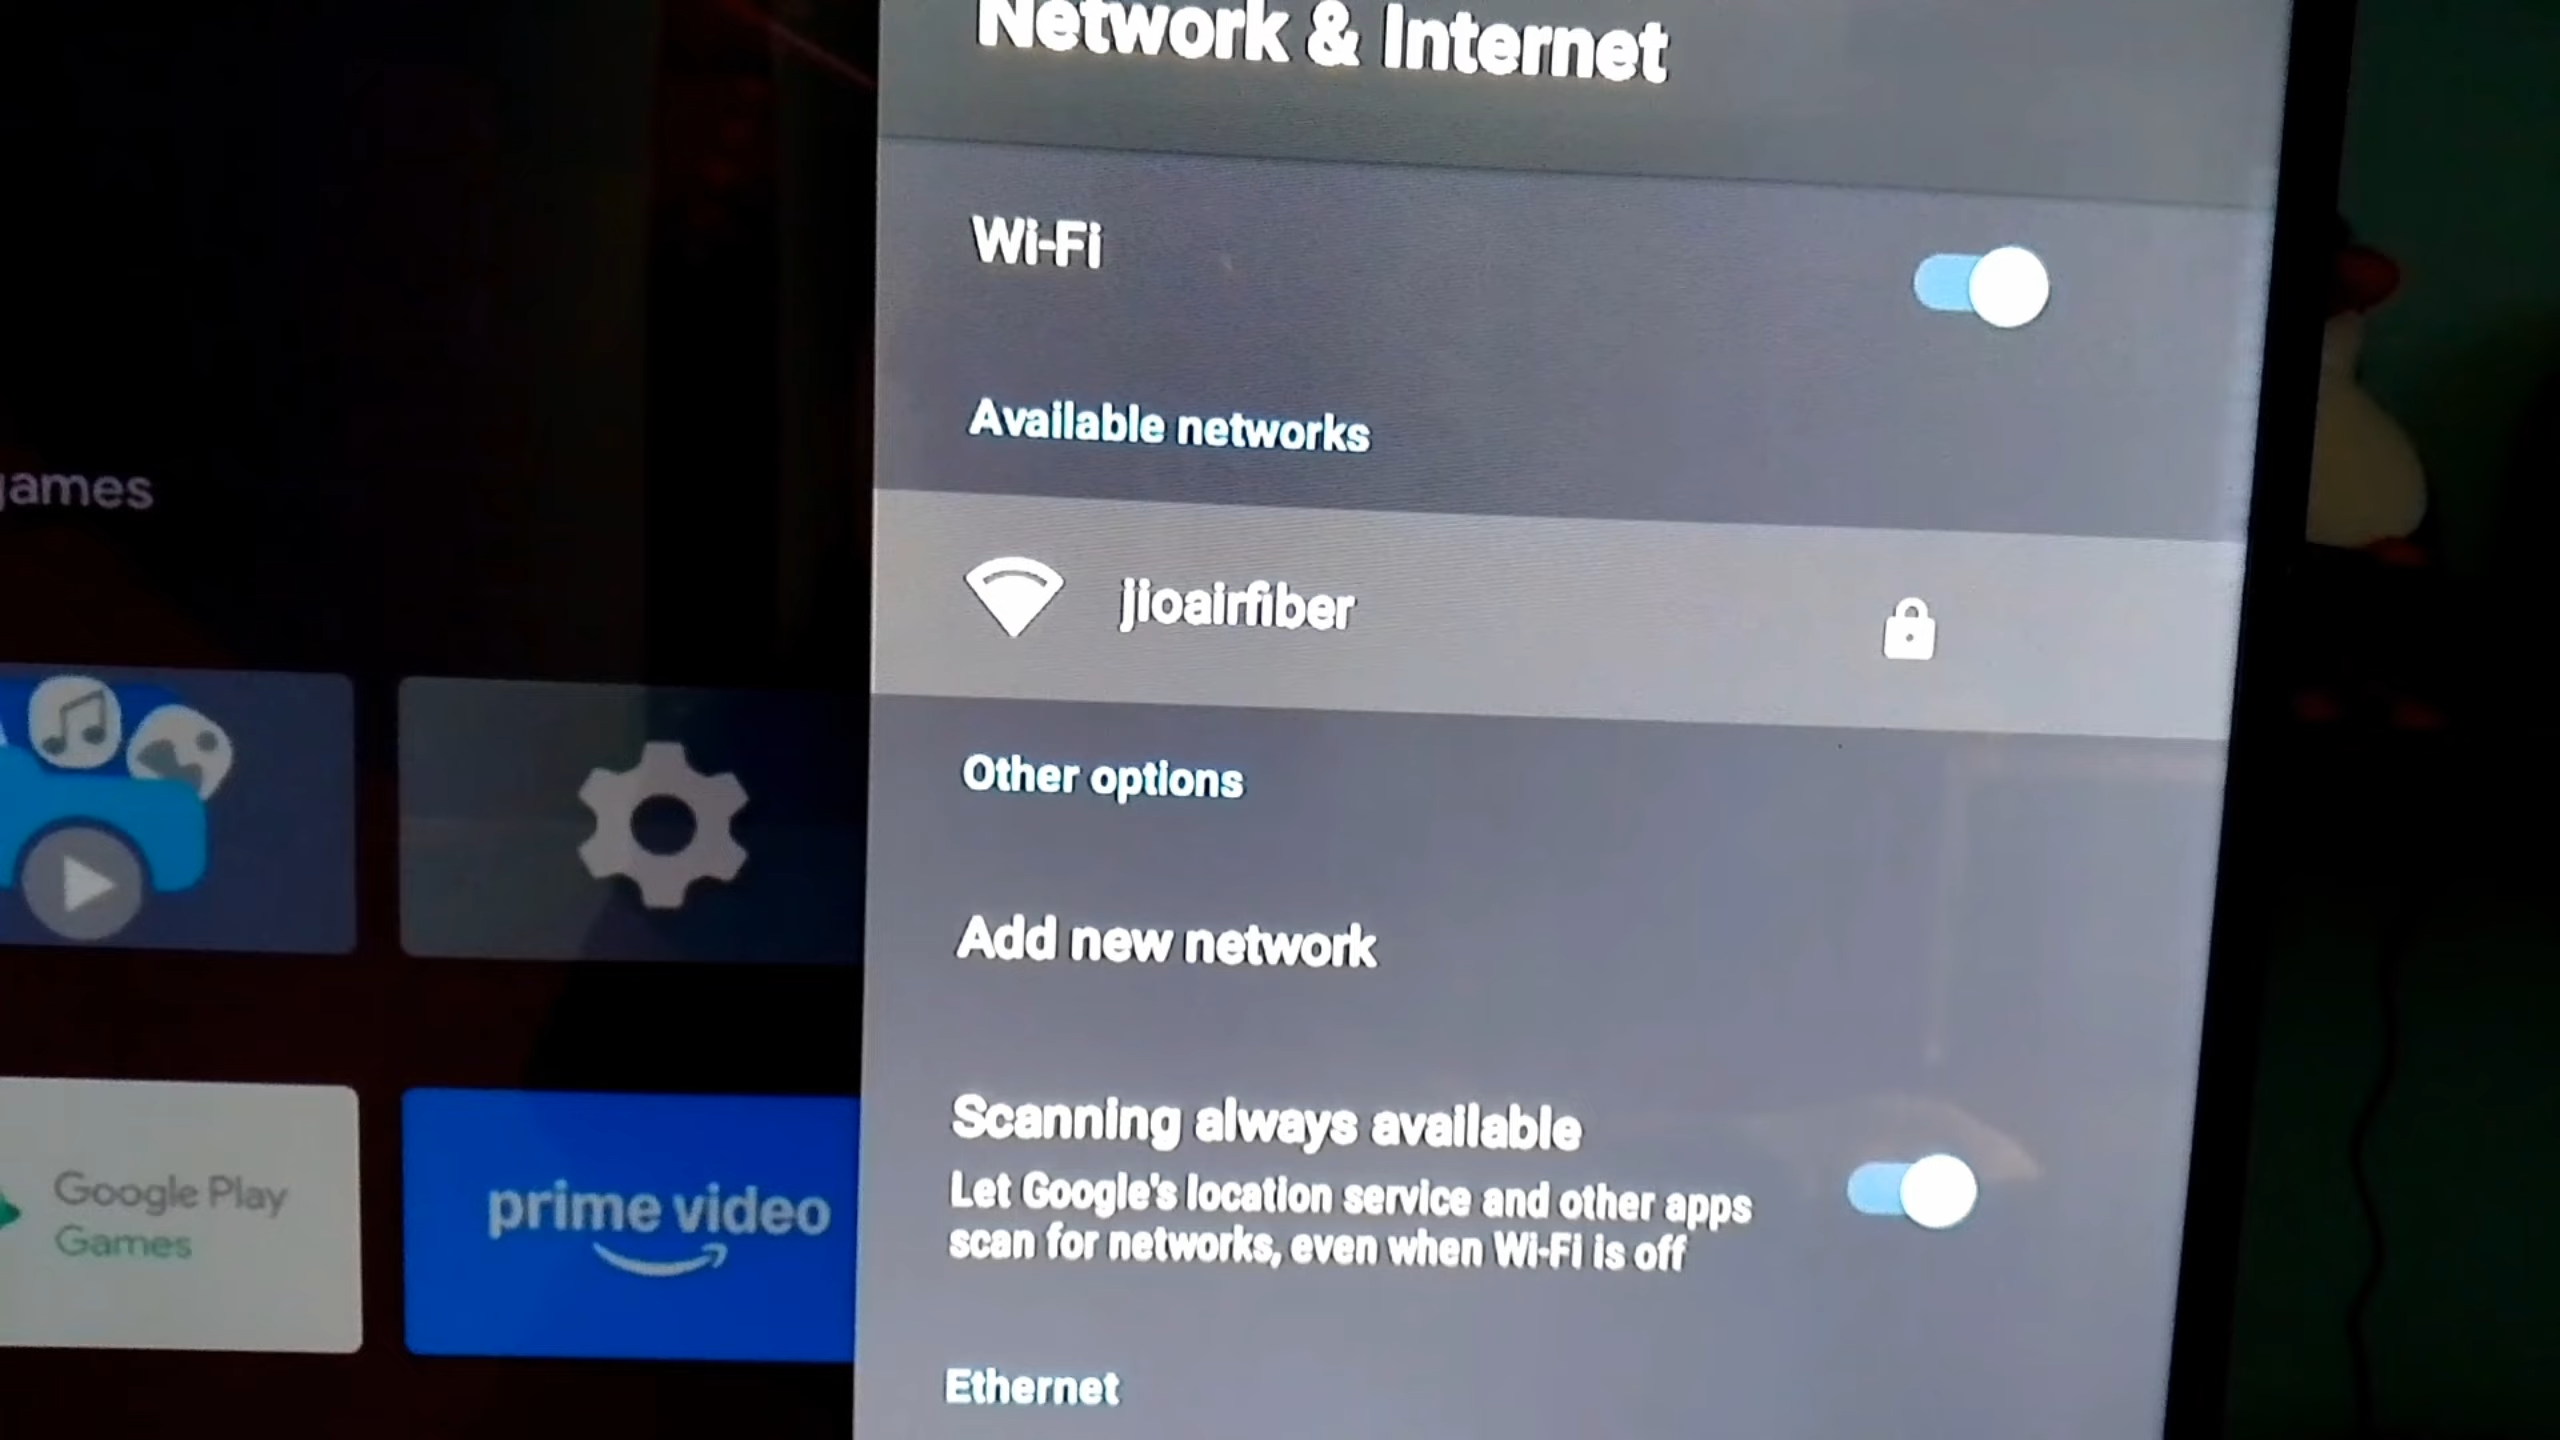 Network & Internet
Wi-Fi
Available networks
jioairfiber
Other options
Add new network
Scanning always available
Let Google's location service and other apps
scan for networks, even when Wi-Fi is off
Ethernet
games
Google Play
Games
prime video